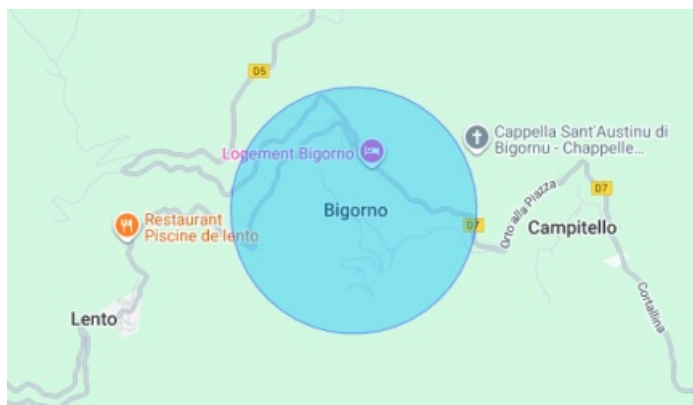 D5
Cappella Sant'Austinu di
Bigornu - Chappelle...
Logement Bigorno
D7
Orto alla Piazza
Bigorno
Restaurant
Piscine de lento
D7
Campitello
Cortallina
Lento